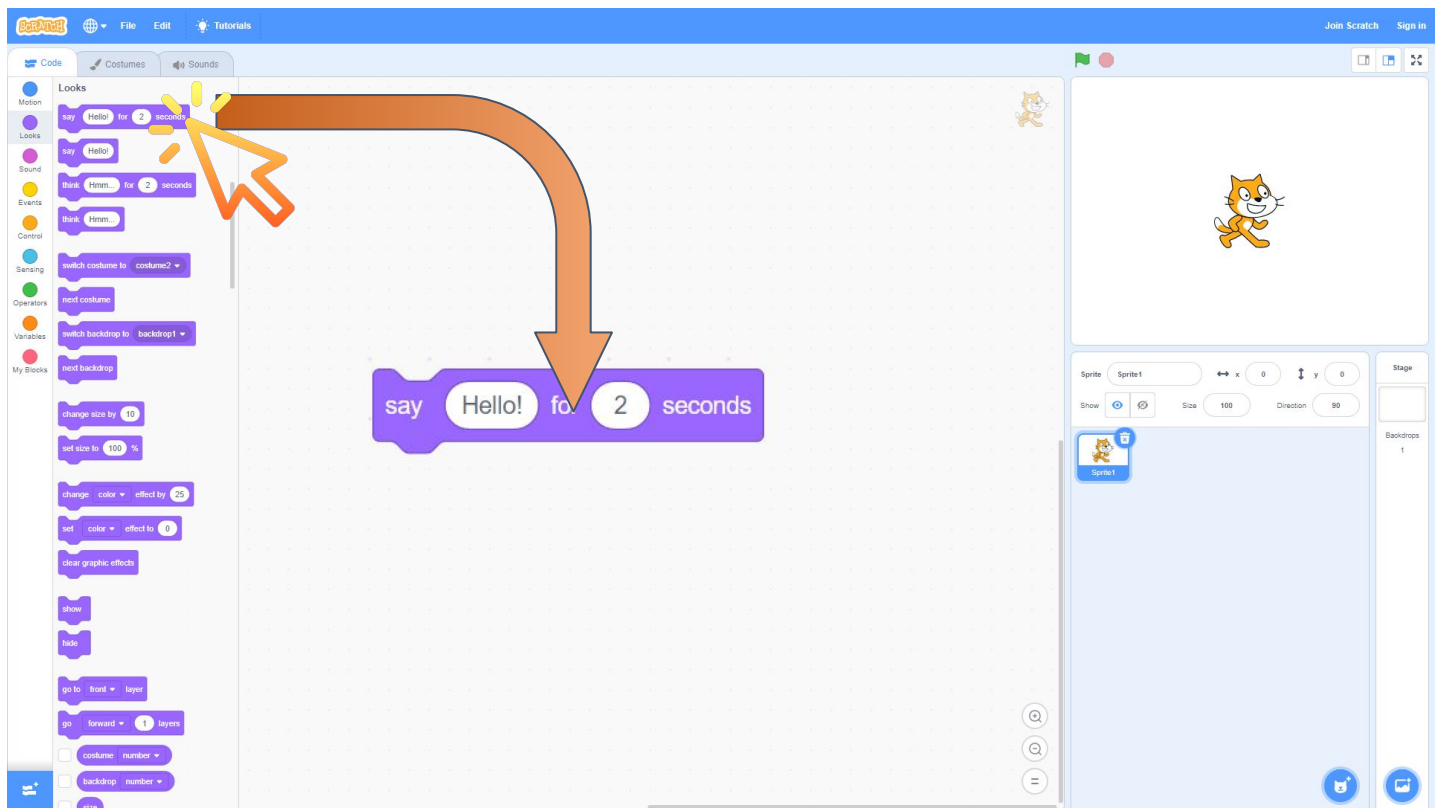 SCRATCH File Edit Tutorials Join Scratch Sign in
Code Costumes Sounds
Motion
Looks
Sound
Events
Control
Sensing
Operators
Variables
My Blocks
Looks
say Hello! for 2 seconds
say Hello!
think Hmm... for 2 seconds
think Hmm...
switch costume to costume2
next costume
switch backdrop to backdrop1
next backdrop
change size by 10
set size to 100 %
change color effect by 25
set color effect to 0
clear graphic effects
show
hide
go to front layer
go forward 1 layers
costume number
backdrop number
size
say Hello! for 2 seconds
Sprite Sprite1 x 0 y 0
Show Size 100 Direction 90
Sprite1
Stage
Backdrops
1